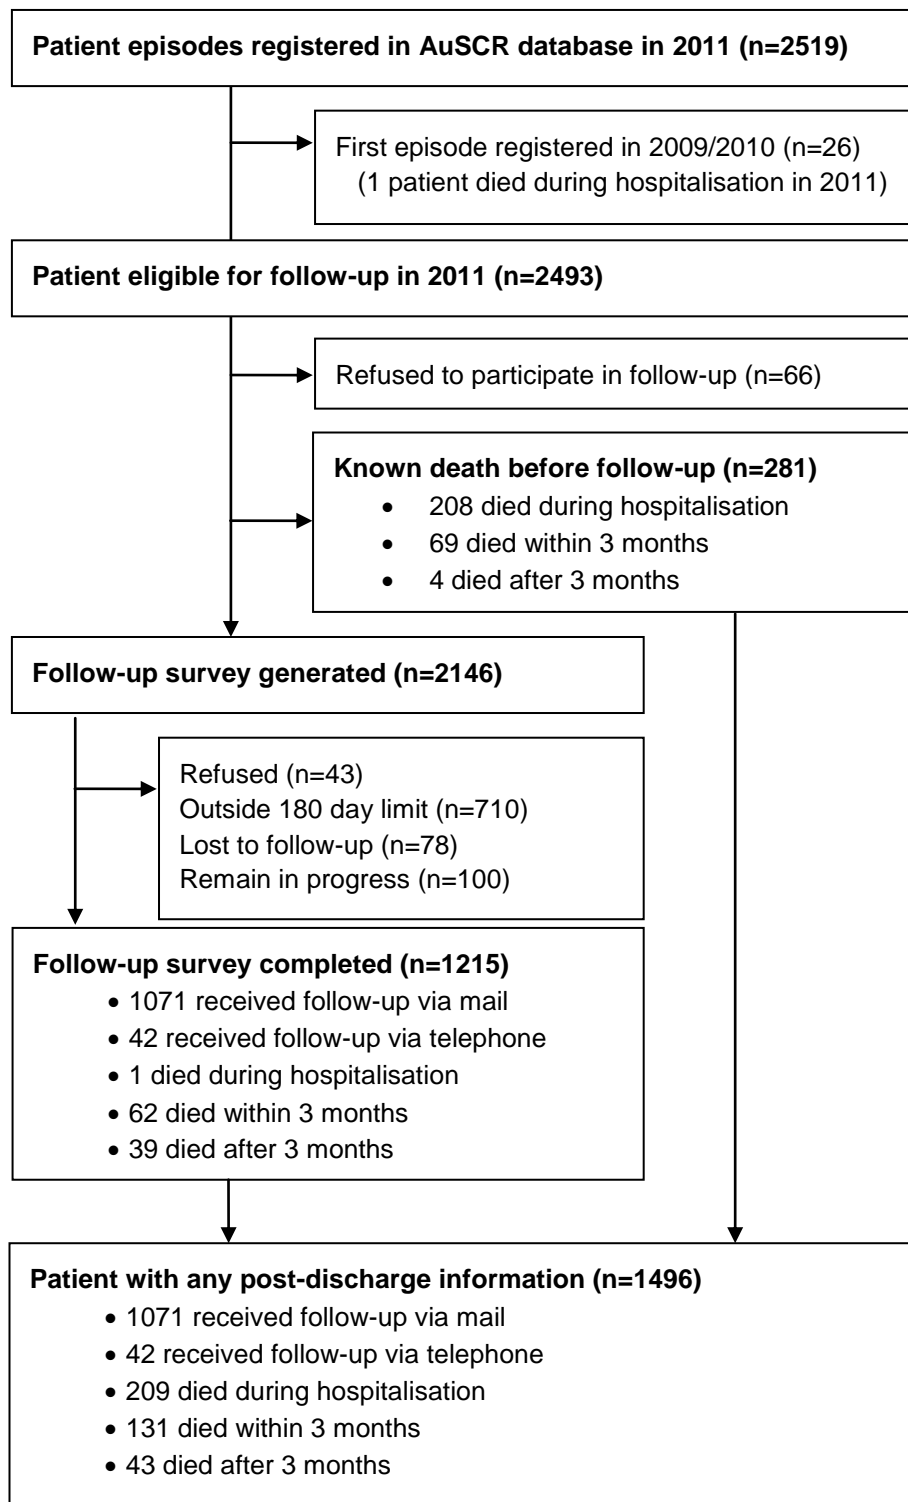 Patient episodes registered in AuSCR database in 2011 (n=2519)
First episode registered in 2009/2010 (n=26)
(1 patient died during hospitalisation in 2011)
Patient eligible for follow-up in 2011 (n=2493)
Refused to participate in follow-up (n=66)
Known death before follow-up (n=281)
• 208 died during hospitalisation
• 69 died within 3 months
• 4 died after 3 months
Follow-up survey generated (n=2146)
Refused (n=43)
Outside 180 day limit (n=710)
Lost to follow-up (n=78)
Remain in progress (n=100)
Follow-up survey completed (n=1215)
• 1071 received follow-up via mail
• 42 received follow-up via telephone
• 1 died during hospitalisation
• 62 died within 3 months
• 39 died after 3 months
Patient with any post-discharge information (n=1496)
• 1071 received follow-up via mail
• 42 received follow-up via telephone
• 209 died during hospitalisation
• 131 died within 3 months
• 43 died after 3 months